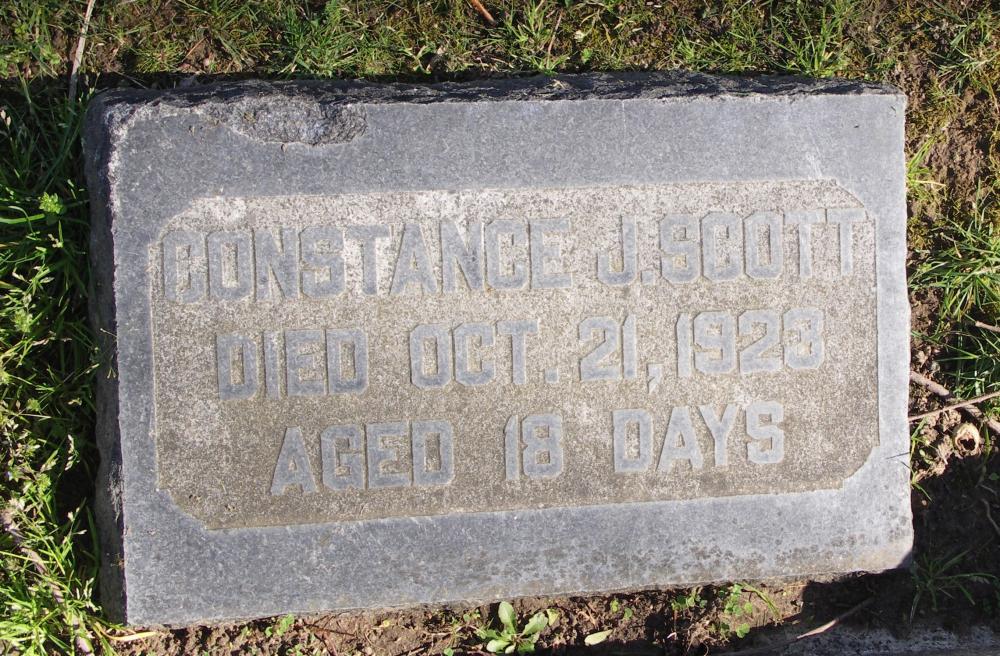 CONSTANCE J. SCOTT
DIED OCT. 21, 1923
AGED 18 DAYS